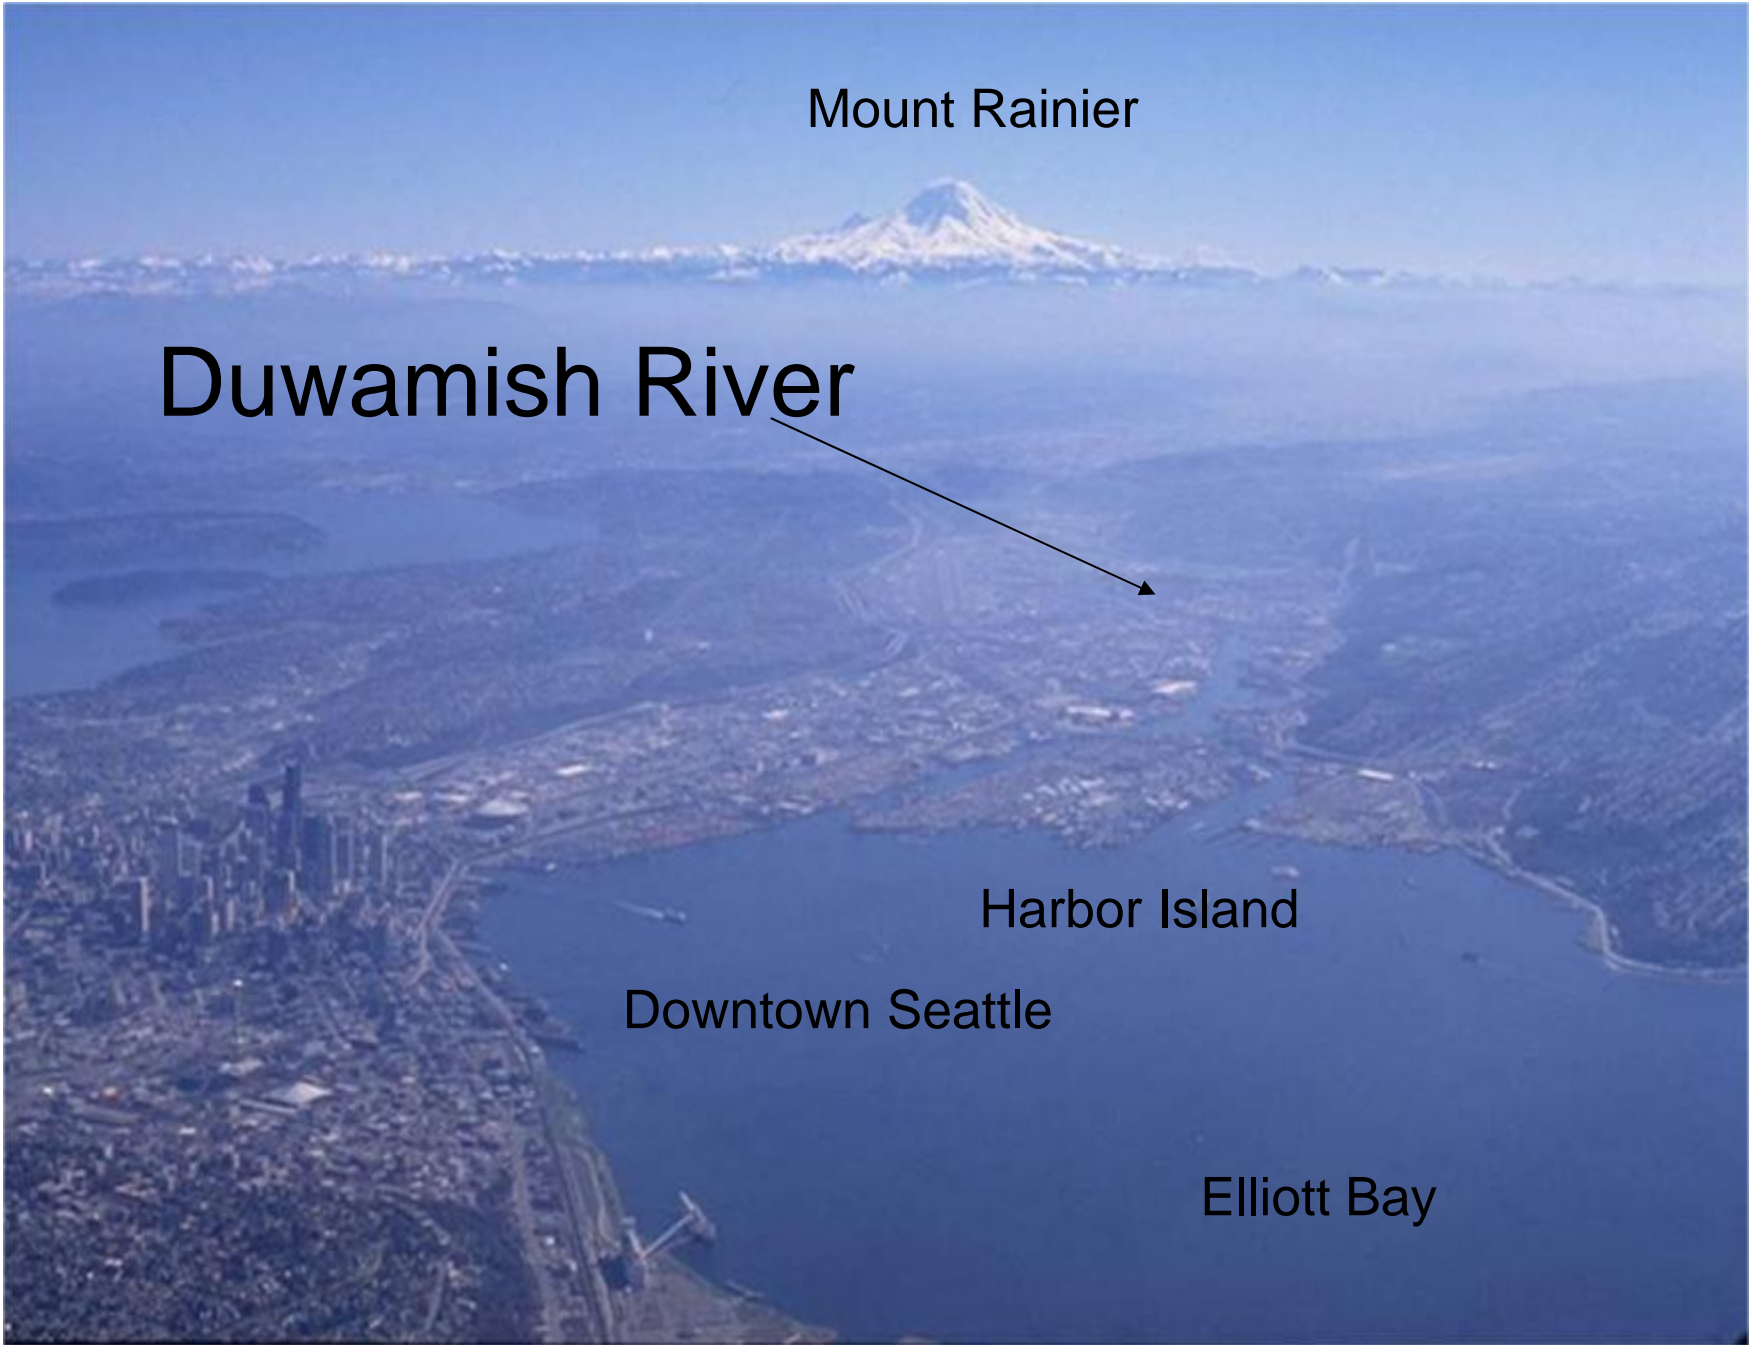 Mount Rainier
Duwamish River
Harbor Island
Downtown Seattle
Elliott Bay